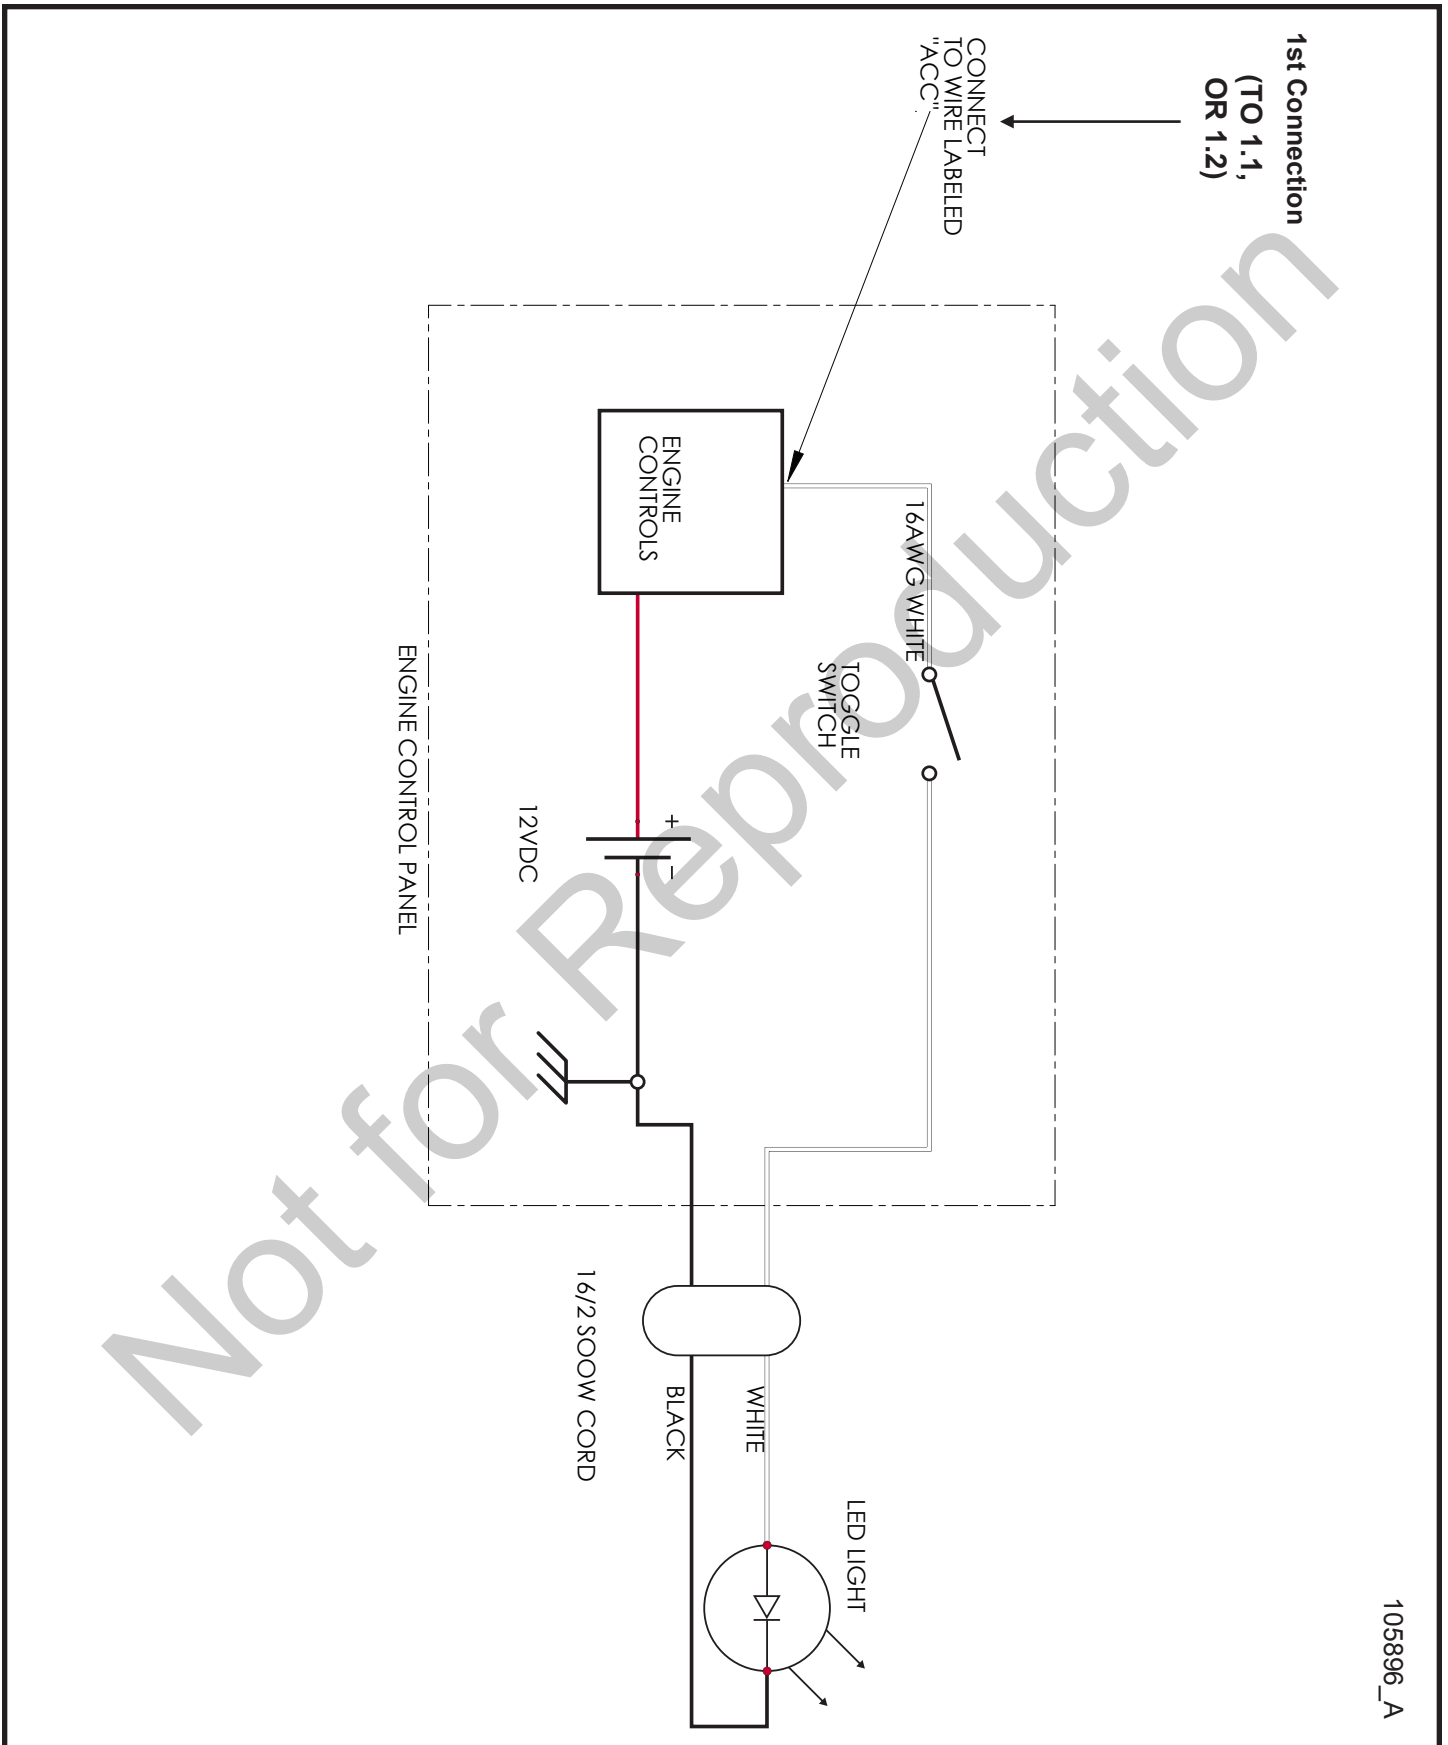 105896_A
1st Connection
(TO 1.1,
OR 1.2)
CONNECT
TO WIRE LABELED
"ACC"
16AWG WHITE
TOGGLE
SWITCH
LED LIGHT
WHITE
BLACK
16/2 SOOW CORD
ENGINE
CONTROLS
+
-
12VDC
ENGINE CONTROL PANEL
Not for Reproduction